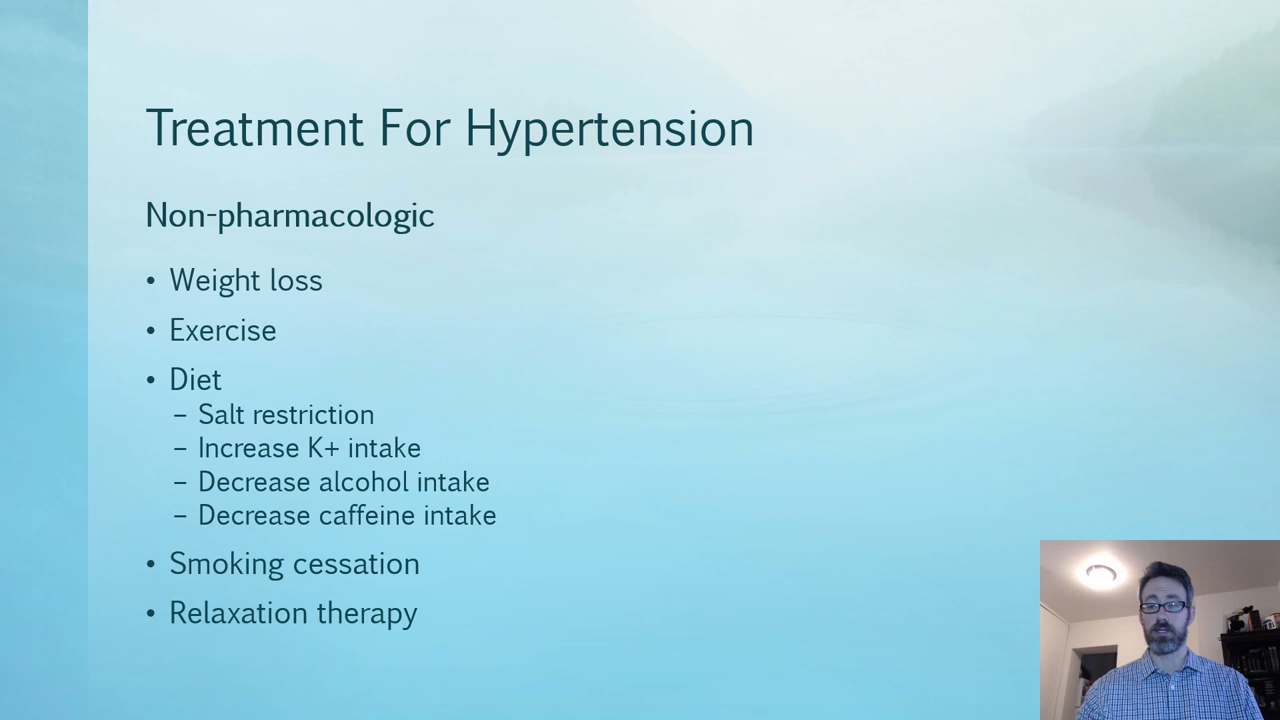 Treatment For Hypertension
Non-pharmacologic
• Weight loss
• Exercise
• Diet
– Salt restriction
– Increase K+ intake
– Decrease alcohol intake
– Decrease caffeine intake
• Smoking cessation
• Relaxation therapy